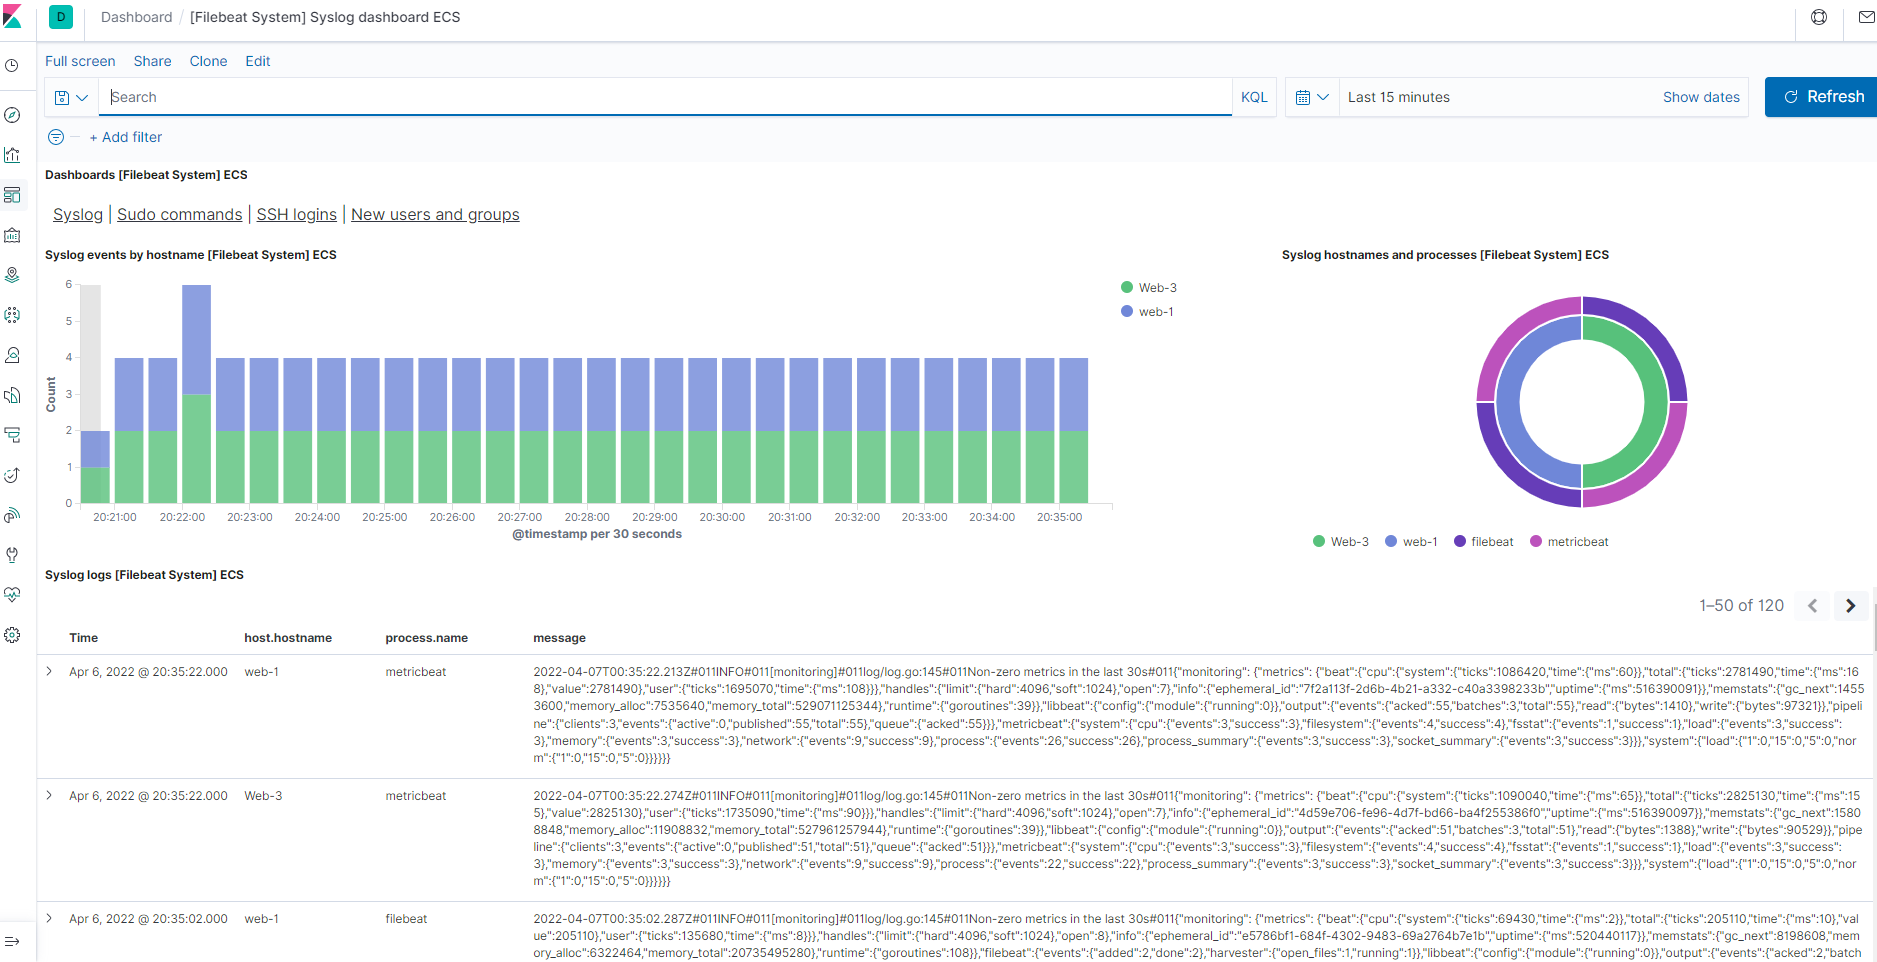 D Dashboard / [Filebeat System] Syslog dashboard ECS
Full screen Share Clone Edit
Search KQL Last 15 minutes Show dates Refresh
+ Add filter
Dashboards [Filebeat System] ECS
Syslog | Sudo commands | SSH logins | New users and groups
Syslog events by hostname [Filebeat System] ECS
6
5
4
3
2
1
0
Count
20:21:00 20:22:00 20:23:00 20:24:00 20:25:00 20:26:00 20:27:00 20:28:00 20:29:00 20:30:00 20:31:00 20:32:00 20:33:00 20:34:00 20:35:00
@timestamp per 30 seconds
Web-3
web-1
Syslog hostnames and processes [Filebeat System] ECS
Web-3 web-1 filebeat metricbeat
Syslog logs [Filebeat System] ECS
1–50 of 120
Time host.hostname process.name message
Apr 6, 2022 @ 20:35:22.000 web-1 metricbeat 2022-04-07T00:35:22.213Z#011INFO#011[monitoring]#011log/log.go:145#011Non-zero metrics in the last 30s#011{"monitoring": {"metrics": {"beat":{"cpu":{"system":{"ticks":1086420,"time":{"ms":60}},"total":{"ticks":2781490,"time":{"ms":16
8},"value":2781490},"user":{"ticks":1695070,"time":{"ms":108}}},"handles":{"limit":{"hard":4096,"soft":1024},"open":7},"info":{"ephemeral_id":"7f2a113f-2d6b-4b21-a332-c40a3398233b","uptime":{"ms":516390091}},"memstats":{"gc_next":1455
3600,"memory_alloc":7535640,"memory_total":529071125344},"runtime":{"goroutines":39}},"libbeat":{"config":{"module":{"running":0}},"output":{"events":{"acked":55,"batches":3,"total":55},"read":{"bytes":1410},"write":{"bytes":97321}},"pipeli
ne":{"clients":3,"events":{"active":0,"published":55,"total":55},"queue":{"acked":55}}},"metricbeat":{"system":{"cpu":{"events":3,"success":3},"filesystem":{"events":4,"success":4},"fsstat":{"events":1,"success":1},"load":{"events":3,"success":
3},"memory":{"events":3,"success":3},"network":{"events":9,"success":9},"process":{"events":26,"success":26},"process_summary":{"events":3,"success":3},"socket_summary":{"events":3,"success":3}}},"system":{"load":{"1":0,"15":0,"5":0,"nor
m":{"1":0,"15":0,"5":0}}}}}}
Apr 6, 2022 @ 20:35:22.000 Web-3 metricbeat 2022-04-07T00:35:22.274Z#011INFO#011[monitoring]#011log/log.go:145#011Non-zero metrics in the last 30s#011{"monitoring": {"metrics": {"beat":{"cpu":{"system":{"ticks":1090040,"time":{"ms":65}},"total":{"ticks":2825130,"time":{"ms":15
5},"value":2825130},"user":{"ticks":1735090,"time":{"ms":90}}},"handles":{"limit":{"hard":4096,"soft":1024},"open":7},"info":{"ephemeral_id":"4d59e706-fe96-4d7f-bd66-ba4f255386f0","uptime":{"ms":516390097}},"memstats":{"gc_next":1580
8848,"memory_alloc":11908832,"memory_total":527961257944},"runtime":{"goroutines":39}},"libbeat":{"config":{"module":{"running":0}},"output":{"events":{"acked":51,"batches":3,"total":51},"read":{"bytes":1388},"write":{"bytes":90529}},"pipe
line":{"clients":3,"events":{"active":0,"published":51,"total":51},"queue":{"acked":51}}},"metricbeat":{"system":{"cpu":{"events":3,"success":3},"filesystem":{"events":4,"success":4},"fsstat":{"events":1,"success":1},"load":{"events":3,"success":
3},"memory":{"events":3,"success":3},"network":{"events":9,"success":9},"process":{"events":22,"success":22},"process_summary":{"events":3,"success":3},"socket_summary":{"events":3,"success":3}}},"system":{"load":{"1":0,"15":0,"5":0,"nor
m":{"1":0,"15":0,"5":0}}}}}}
Apr 6, 2022 @ 20:35:02.000 web-1 filebeat 2022-04-07T00:35:02.287Z#011INFO#011[monitoring]#011log/log.go:145#011Non-zero metrics in the last 30s#011{"monitoring": {"metrics": {"beat":{"cpu":{"system":{"ticks":69430,"time":{"ms":2}},"total":{"ticks":205110,"time":{"ms":10},"val
ue":205110},"user":{"ticks":135680,"time":{"ms":8}}},"handles":{"limit":{"hard":4096,"soft":1024},"open":8},"info":{"ephemeral_id":"e5786bf1-684f-4302-9483-69a2764b7e1b","uptime":{"ms":520440117}},"memstats":{"gc_next":8198608,"mem
ory_alloc":6322464,"memory_total":20735495280},"runtime":{"goroutines":108}},"filebeat":{"events":{"added":2,"done":2},"harvester":{"open_files":1,"running":1}},"libbeat":{"config":{"module":{"running":0}},"output":{"events":{"acked":2,"batch